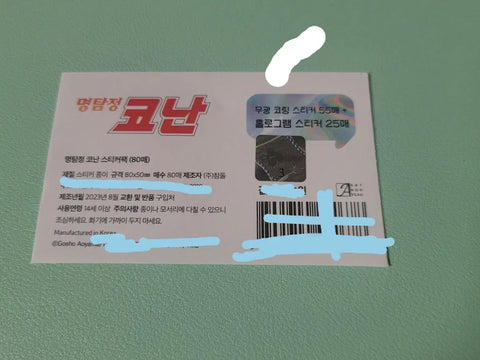 명탐정
코난
무광 코팅 스티커 55매 +
홀로그램 스티커 25매
명탐정 코난 스티커팩 (80매)
재질 스티커 종이 규격 80x50㎜ 매수 80매 제조자 (주)참돌
제조년월 2023년 8월 교환 및 반품 구입처
사용연령 14세 이상 주의사항 종이나 모서리에 다칠 수 있으니
조심하세요. 화기에 가까이 두지 마세요.
Manufactured in Korea
©Gosho Aoyama
3